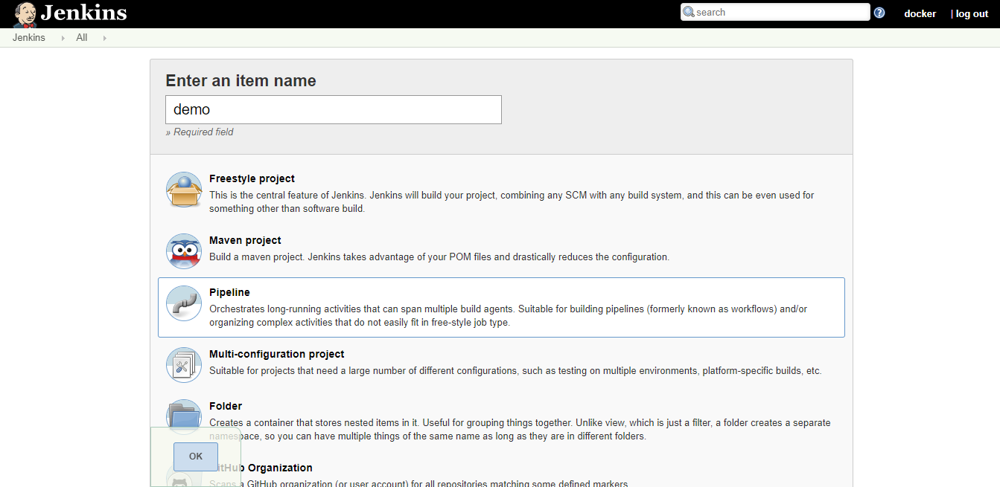 Jenkins
search
docker
| log out
Jenkins
All
Enter an item name
demo
» Required field
Freestyle project
This is the central feature of Jenkins. Jenkins will build your project, combining any SCM with any build system, and this can be even used for
something other than software build.
Maven project
Build a maven project. Jenkins takes advantage of your POM files and drastically reduces the configuration.
Pipeline
Orchestrates long-running activities that can span multiple build agents. Suitable for building pipelines (formerly known as workflows) and/or
organizing complex activities that do not easily fit in free-style job type.
Multi-configuration project
Suitable for projects that need a large number of different configurations, such as testing on multiple environments, platform-specific builds, etc.
Folder
Creates a container that stores nested items in it. Useful for grouping things together. Unlike view, which is just a filter, a folder creates a separate
namespace, so you can have multiple things of the same name as long as they are in different folders.
OK
GitHub Organization
Scans a GitHub organization (or user account) for all repositories matching some defined markers.